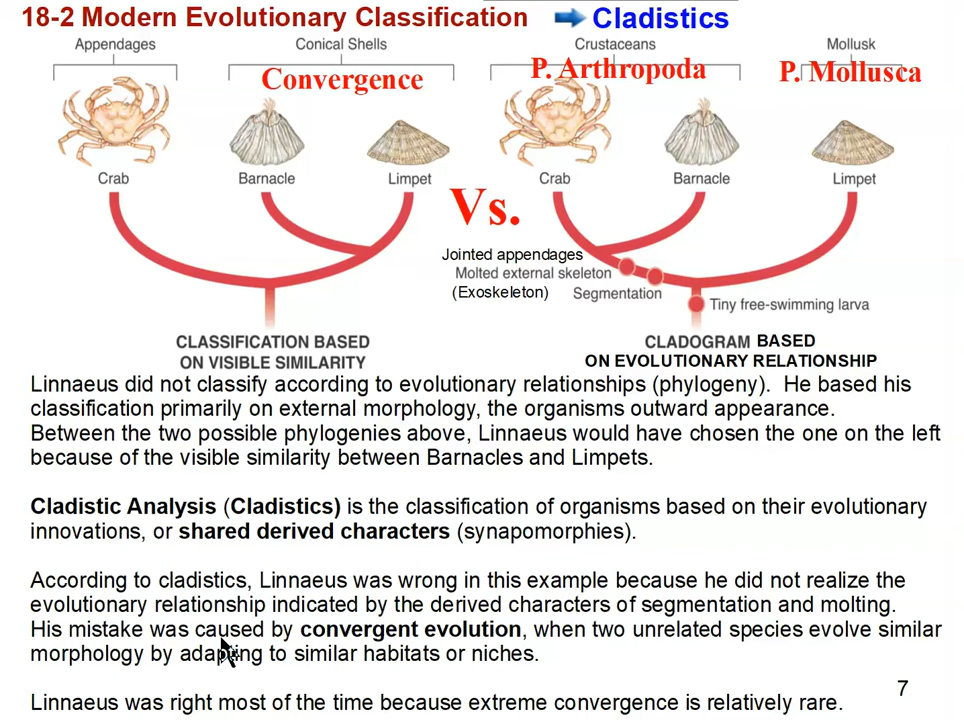 18-2 Modern Evolutionary Classification Cladistics
Appendages Conical Shells Crustaceans Mollusk
Convergence P. Arthropoda P. Mollusca
Crab Barnacle Limpet Crab Barnacle Limpet
Vs.
Jointed appendages
Molted external skeleton
(Exoskeleton) Segmentation
Tiny free-swimming larva
CLASSIFICATION BASED
ON VISIBLE SIMILARITY
CLADOGRAM BASED
ON EVOLUTIONARY RELATIONSHIP
Linnaeus did not classify according to evolutionary relationships (phylogeny). He based his
classification primarily on external morphology, the organisms outward appearance.
Between the two possible phylogenies above, Linnaeus would have chosen the one on the left
because of the visible similarity between Barnacles and Limpets.
Cladistic Analysis (Cladistics) is the classification of organisms based on their evolutionary
innovations, or shared derived characters (synapomorphies).
According to cladistics, Linnaeus was wrong in this example because he did not realize the
evolutionary relationship indicated by the derived characters of segmentation and molting.
His mistake was caused by convergent evolution, when two unrelated species evolve similar
morphology by adapting to similar habitats or niches.
Linnaeus was right most of the time because extreme convergence is relatively rare.
7